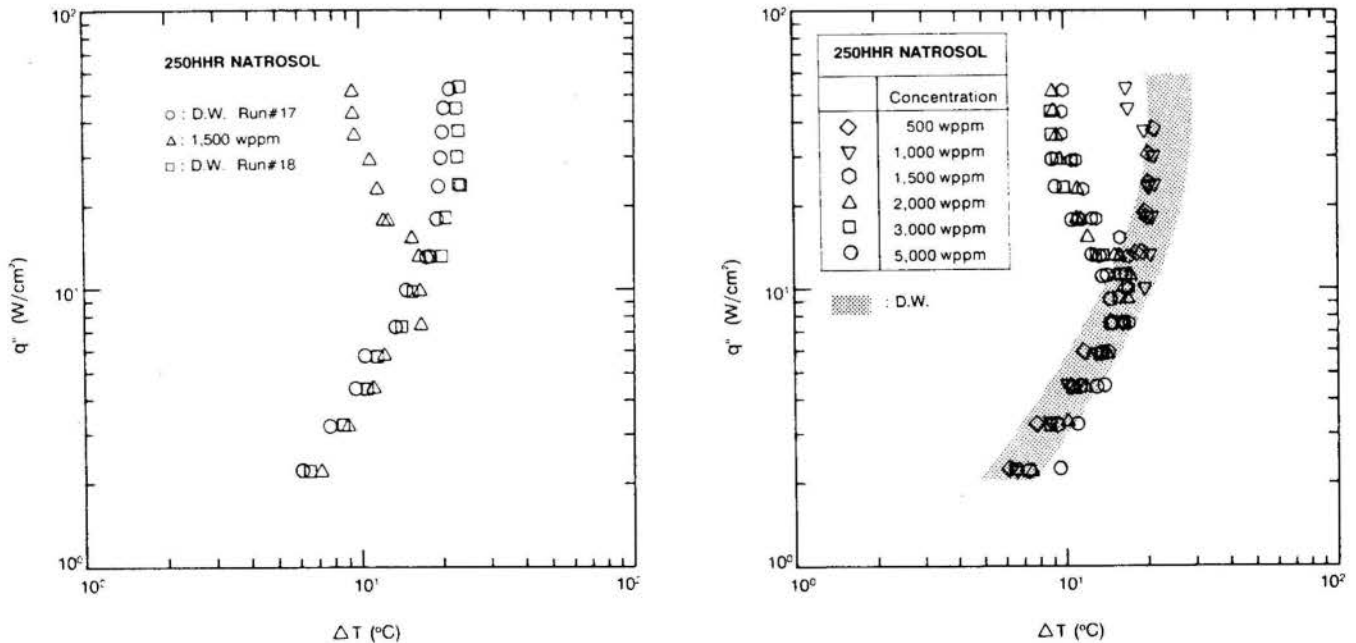 10²
250HHR NATROSOL
○ : D.W. Run#17
△ : 1,500 wppm
□ : D.W. Run#18
10¹
q" (W/cm²)
10⁰
10⁰
10¹
10²
△T (°C)
10²
250HHR NATROSOL
Concentration
◇ 500 wppm
▽ 1,000 wppm
⬡ 1,500 wppm
△ 2,000 wppm
□ 3,000 wppm
○ 5,000 wppm
: D.W.
10¹
q" (W/cm²)
10⁰
10⁰
10¹
10²
△T (°C)